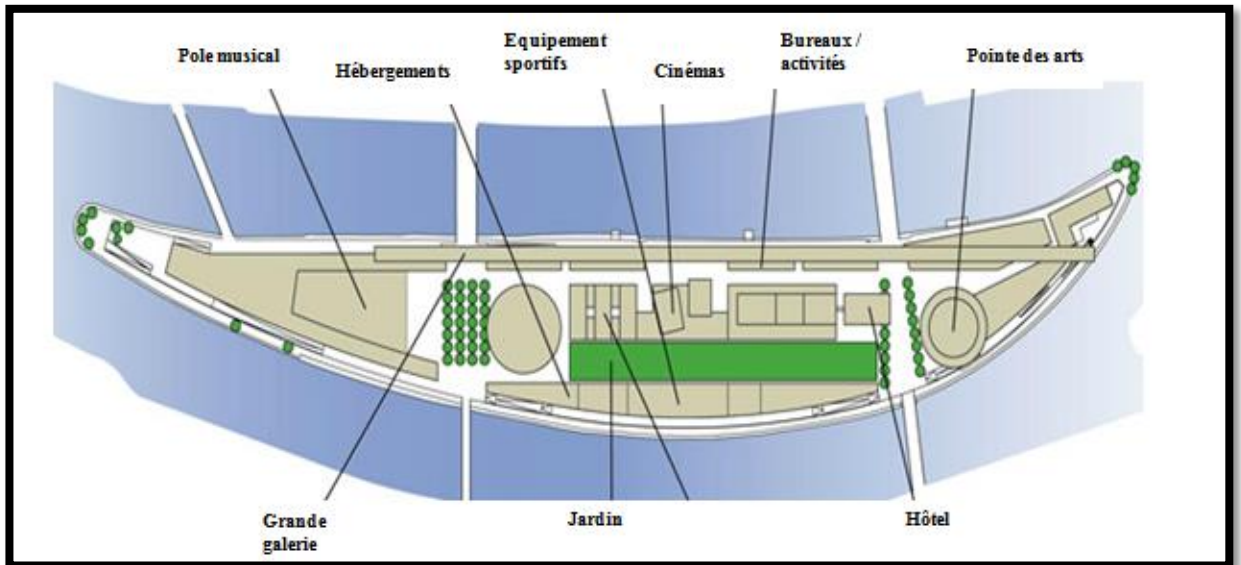 Pole musical
Hébergements
Equipement
sportifs
Cinémas
Bureaux /
activités
Pointe des arts
Grande
galerie
Jardin
Hôtel